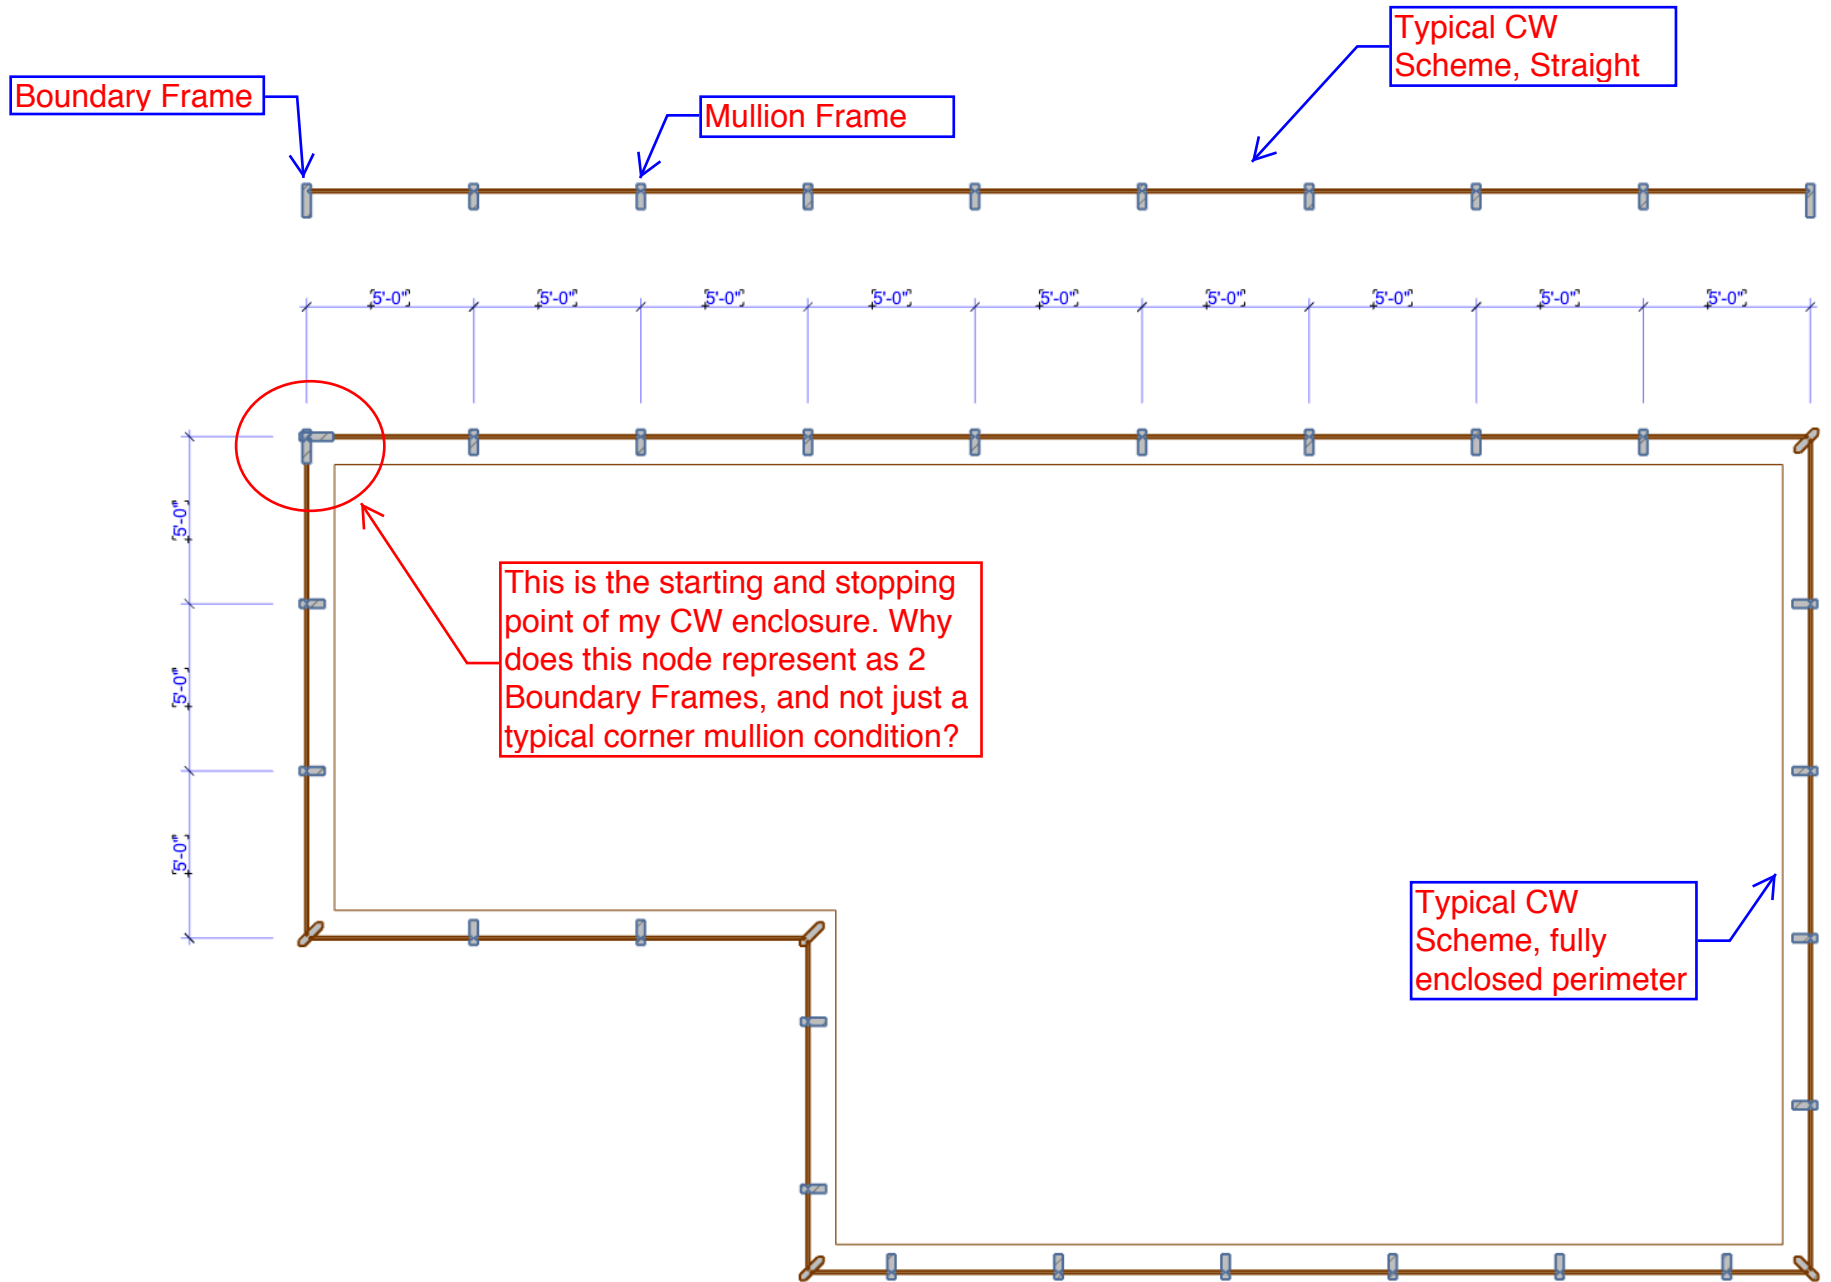 Typical CW
Scheme, Straight
Boundary Frame
Mullion Frame
5'-0"
5'-0"
5'-0"
5'-0"
5'-0"
5'-0"
5'-0"
5'-0"
5'-0"
5'-0"
5'-0"
5'-0"
This is the starting and stopping
point of my CW enclosure. Why
does this node represent as 2
Boundary Frames, and not just a
typical corner mullion condition?
Typical CW
Scheme, fully
enclosed perimeter